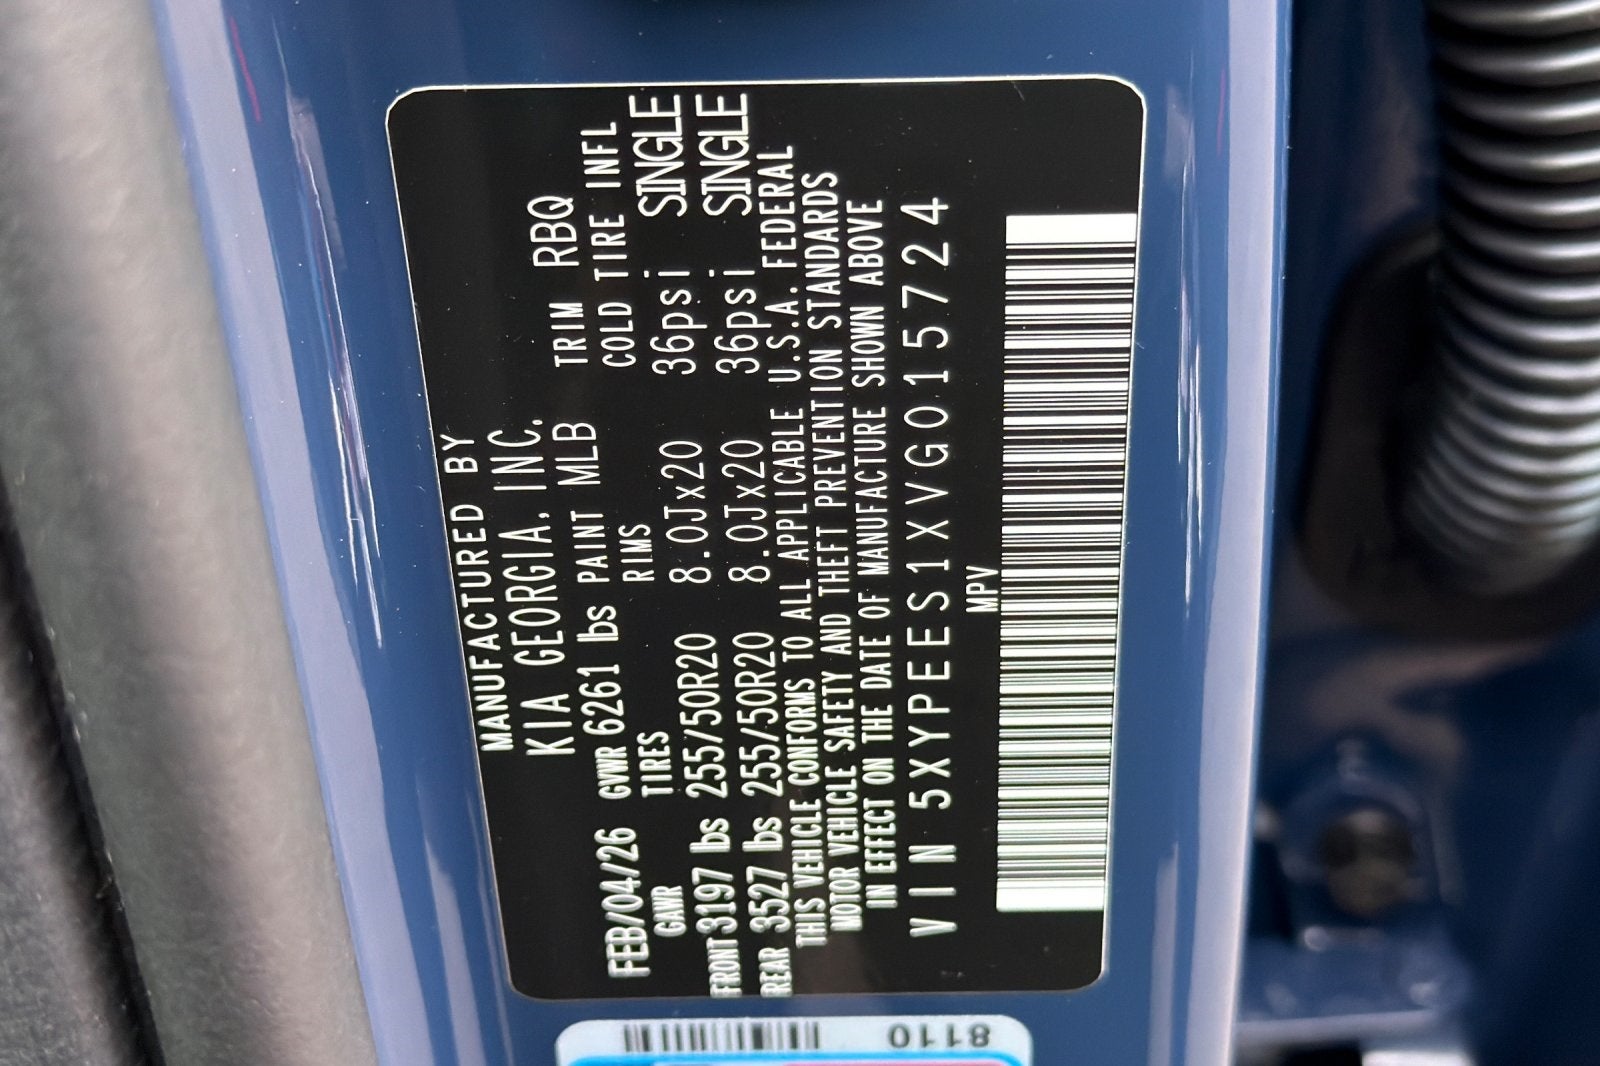 MANUFACTURED BY
KIA GEORGIA, INC.
FEB/04/26 GVWR 6261 lbs PAINT MLB TRIM RBQ
GAWR TIRES RIMS COLD TIRE INFL
FRONT 3197 lbs 255/50R20 8.0Jx20 36psi SINGLE
REAR 3527 lbs 255/50R20 8.0Jx20 36psi SINGLE
THIS VEHICLE CONFORMS TO ALL APPLICABLE U.S.A. FEDERAL
MOTOR VEHICLE SAFETY AND THEFT PREVENTION STANDARDS
IN EFFECT ON THE DATE OF MANUFACTURE SHOWN ABOVE
VIN 5XYPEES1XVG015724
MPV
8110